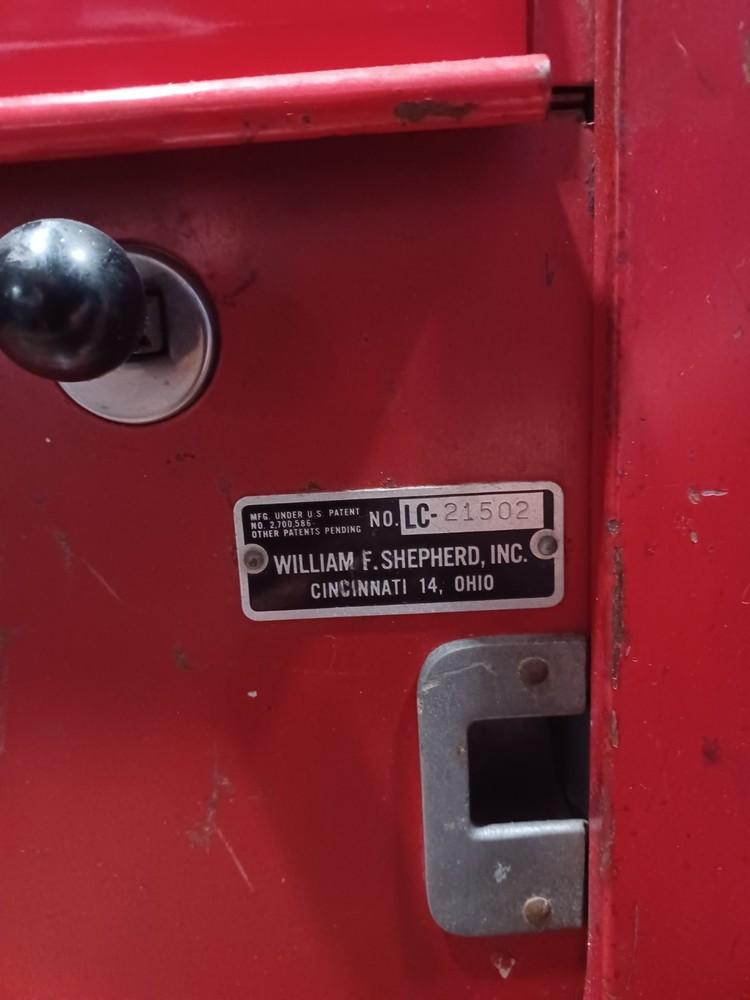 MFG. UNDER U.S. PATENT
NO. 2,700,586
OTHER PATENTS PENDING
NO. LC-21502
WILLIAM F. SHEPHERD, INC.
CINCINNATI 14, OHIO